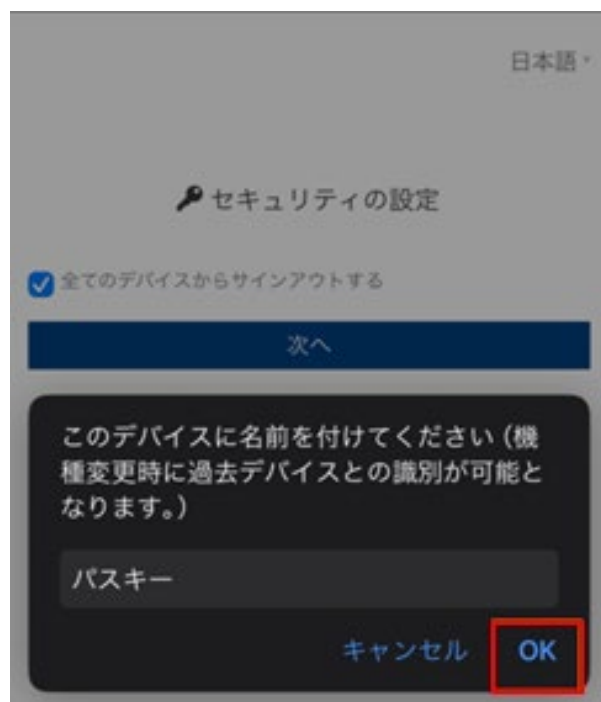 日本語
セキュリティの設定
全てのデバイスからサインアウトする
次へ
このデバイスに名前を付けてください（機
種変更時に過去デバイスとの識別が可能と
なります。）
パスキー
キャンセル OK